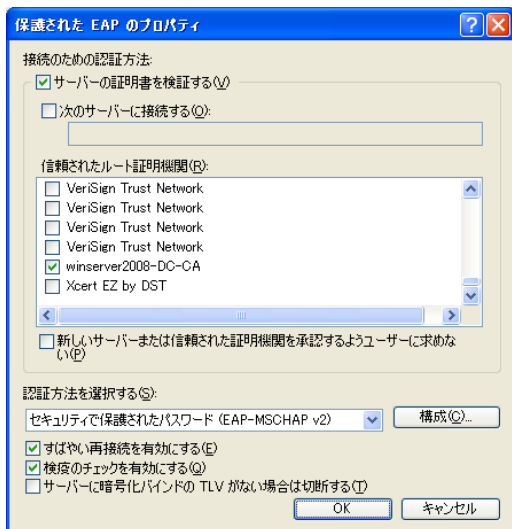 保護された EAP のプロパティ
接続のための認証方法:
サーバーの証明書を検証する(V)
次のサーバーに接続する(O):
信頼されたルート証明機関(R):
VeriSign Trust Network
VeriSign Trust Network
VeriSign Trust Network
VeriSign Trust Network
winserver2008-DC-CA
Xcert EZ by DST
新しいサーバーまたは信頼された証明機関を承認するようユーザーに求めな
い(P)
認証方法を選択する(S):
セキュリティで保護されたパスワード (EAP-MSCHAP v2)
構成(C)...
すばやい再接続を有効にする(E)
検疫のチェックを有効にする(Q)
サーバーに暗号化バインドの TLV がない場合は切断する(T)
OK
キャンセル